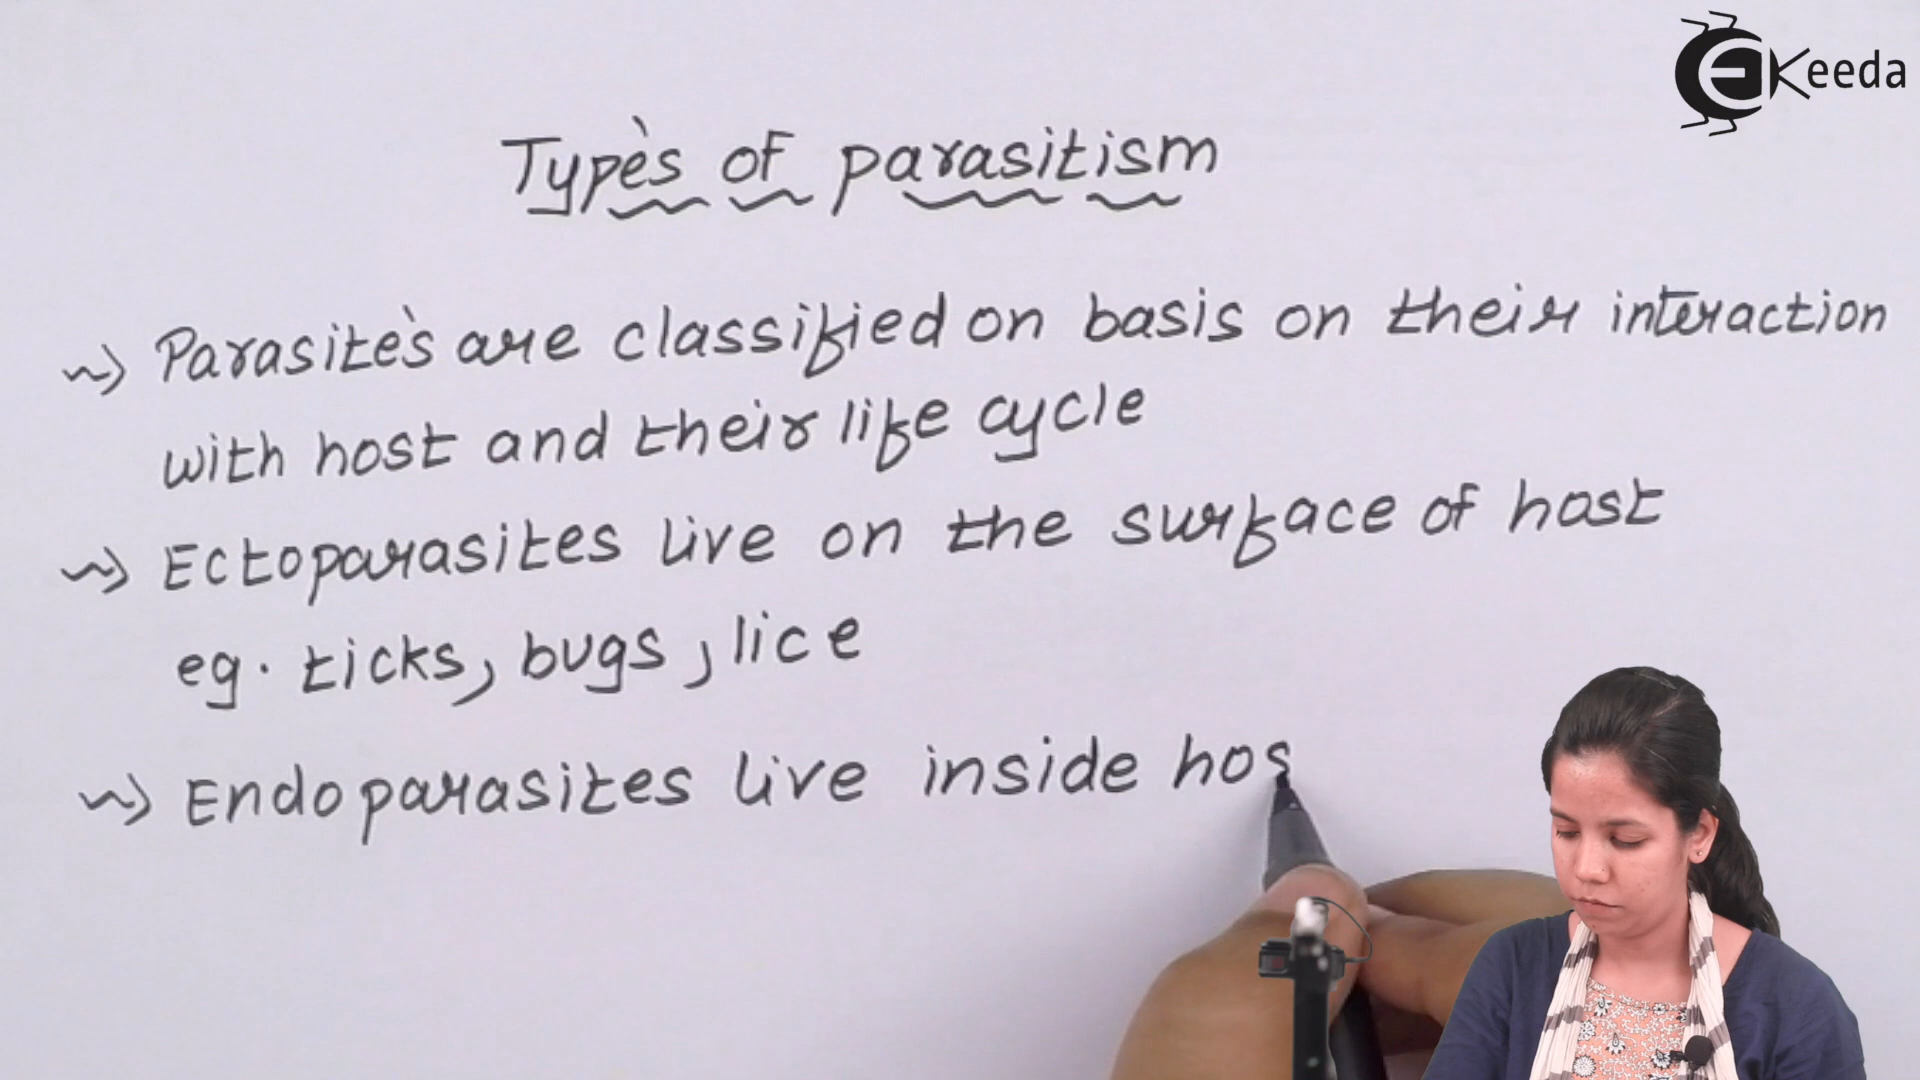 EKeeda
Types of parasitism
Parasites are classified on basis on their interaction
with host and their life cycle
Ectoparasites live on the surface of host
eg. ticks, bugs, lice
Endoparasites live inside hos